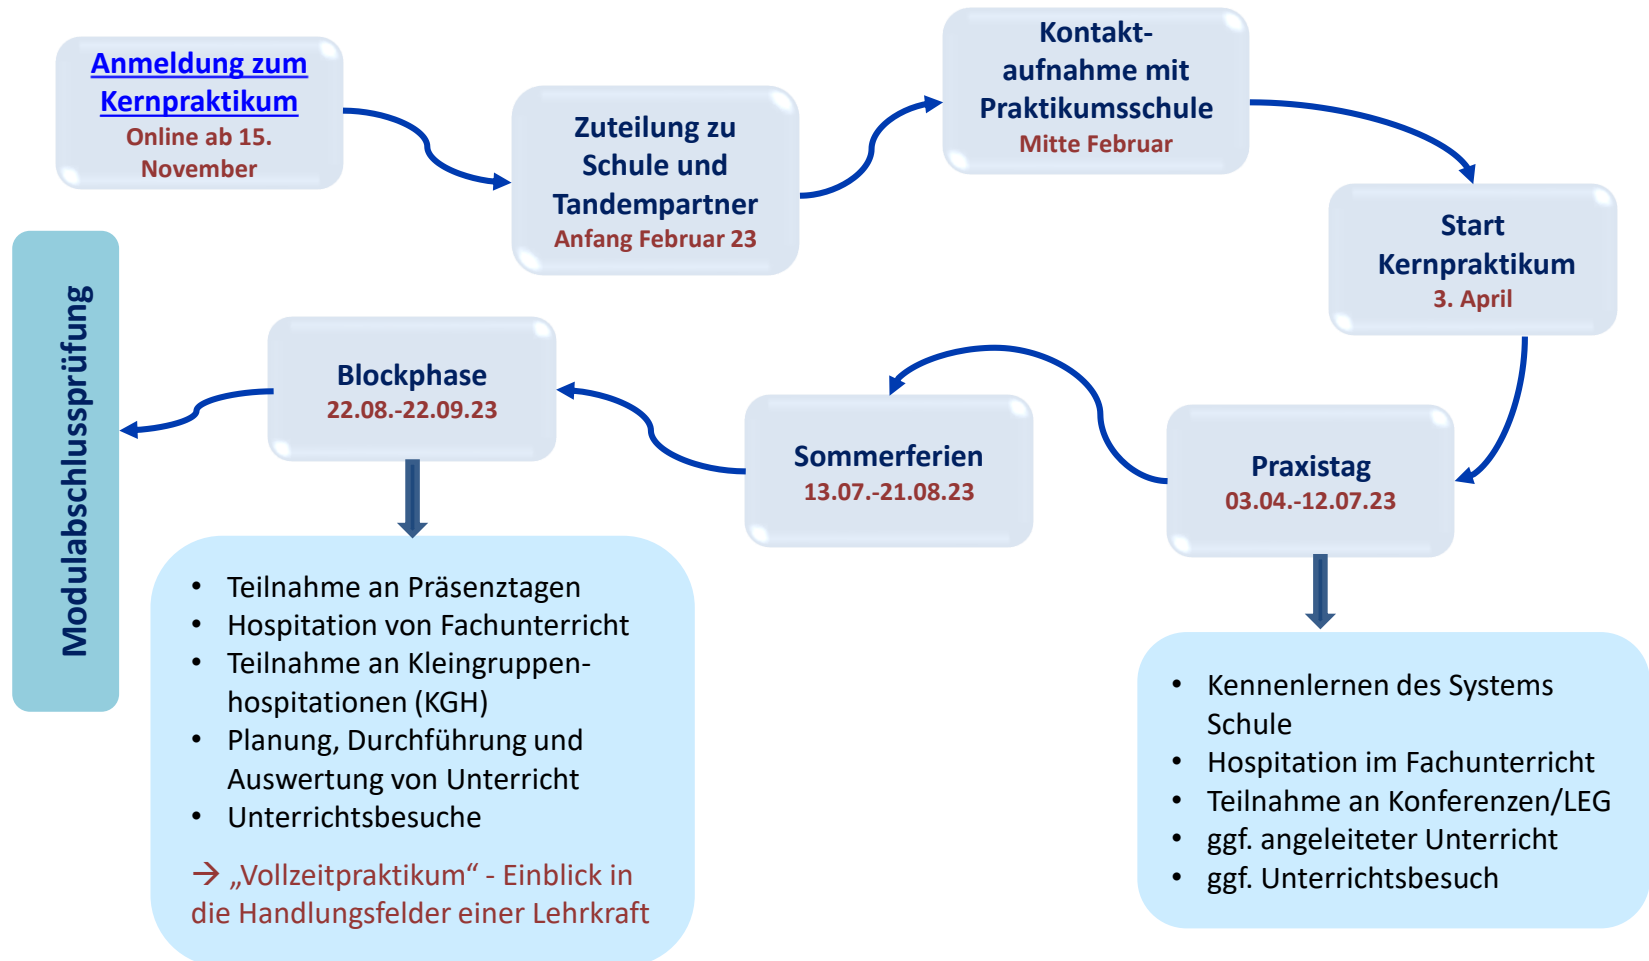 Anmeldung zum
Kernpraktikum
Online ab 15.
November
Zuteilung zu
Schule und
Tandempartner
Anfang Februar 23
Kontakt-
aufnahme mit
Praktikumsschule
Mitte Februar
Start
Kernpraktikum
3. April
Praxistag
03.04.-12.07.23
• Kennenlernen des Systems
Schule
• Hospitation im Fachunterricht
• Teilnahme an Konferenzen/LEG
• ggf. angeleiteter Unterricht
• ggf. Unterrichtsbesuch
Sommerferien
13.07.-21.08.23
Blockphase
22.08.-22.09.23
• Teilnahme an Präsenztagen
• Hospitation von Fachunterricht
• Teilnahme an Kleingruppen-
hospitationen (KGH)
• Planung, Durchführung und
Auswertung von Unterricht
• Unterrichtsbesuche
→ „Vollzeitpraktikum“ - Einblick in
die Handlungsfelder einer Lehrkraft
Modulabschlussprüfung